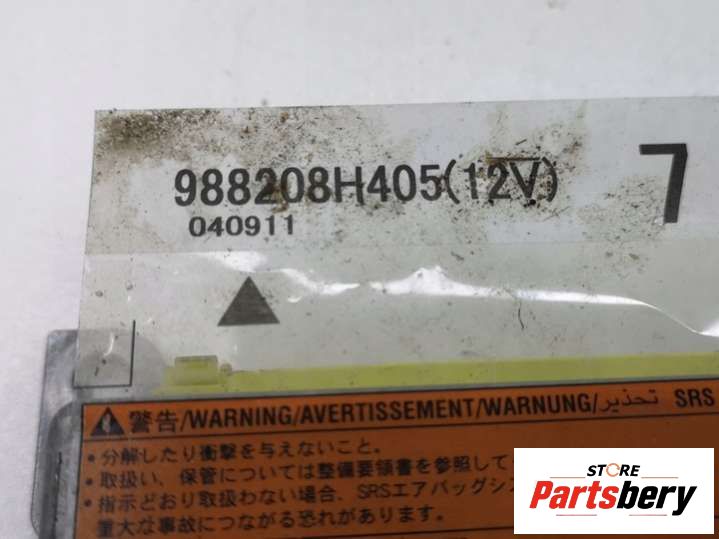 988208H405(12V) 7
040911
警告/WARNING/AVERTISSEMENT/WARNUNG/تحذير SRS
・分解したり衝撃を与えないこと。
・取扱い、保管については整備要領書を参照して
・指示どおり取扱わない場合、SRSエアバッグシス
重大な事故につながる恐れがあります。
STORE
Partsbery